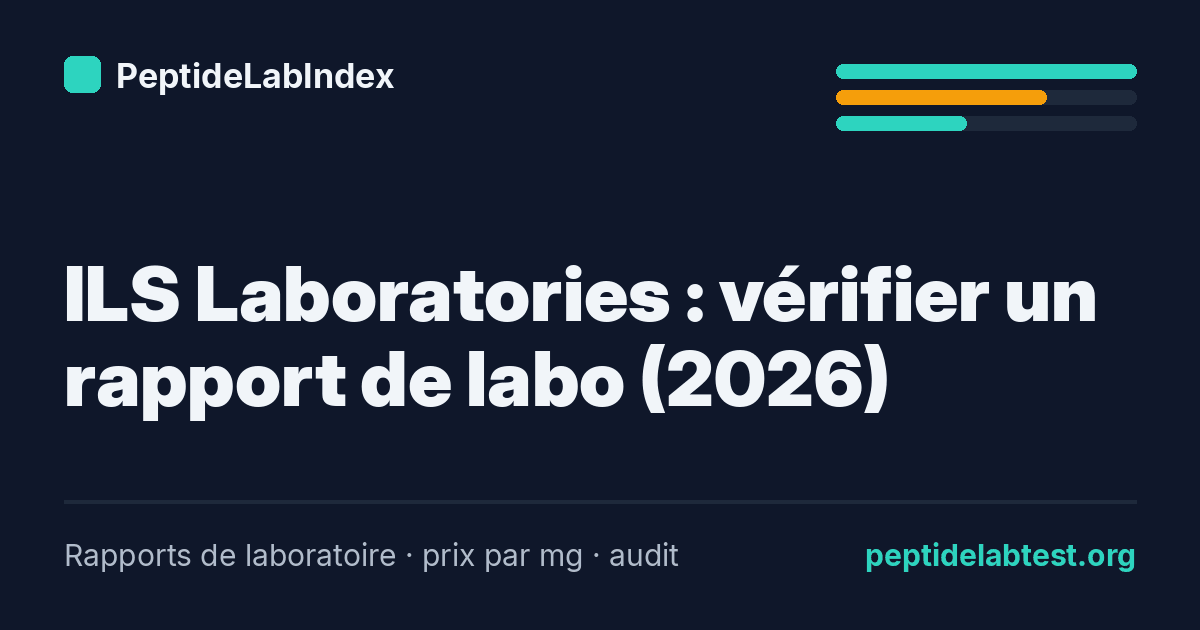 PeptideLabIndex
ILS Laboratories : vérifier un
rapport de labo (2026)
Rapports de laboratoire · prix par mg · audit
peptidelabtest.org